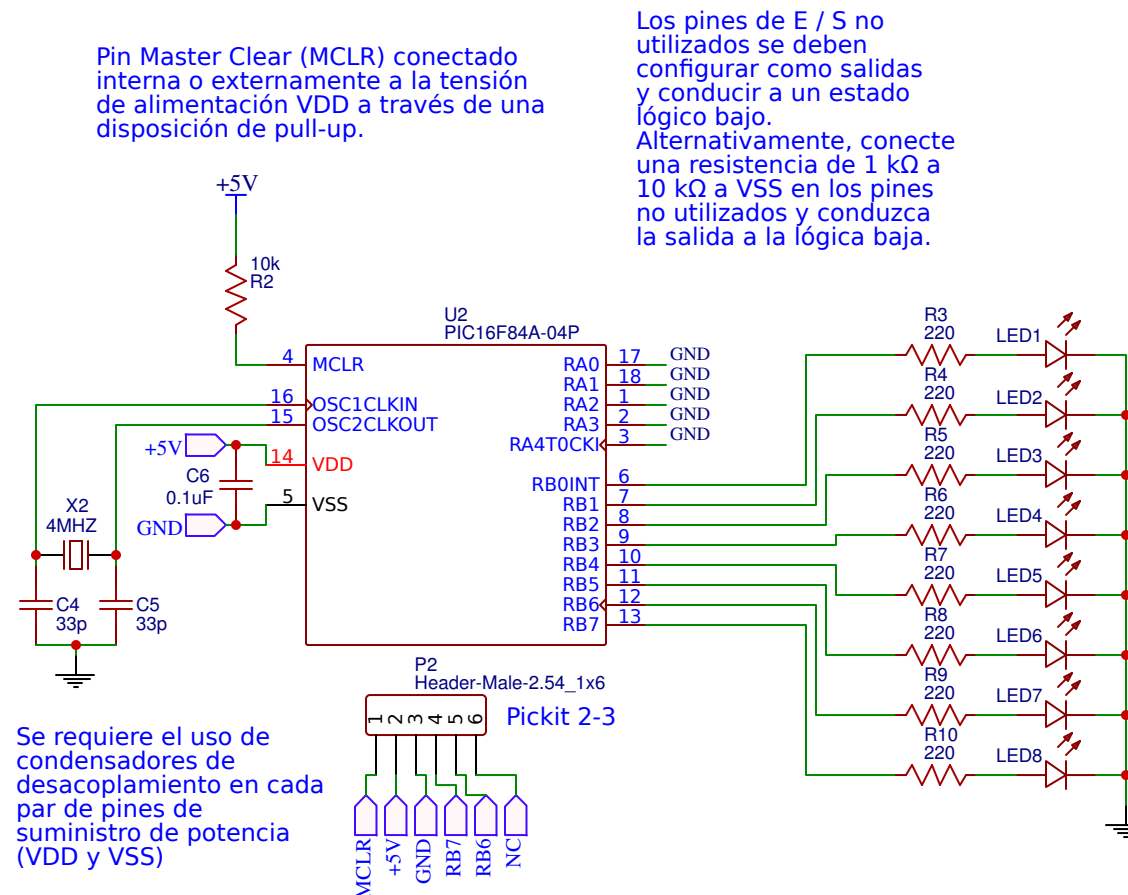 Pin Master Clear (MCLR) conectado
interna o externamente a la tensión
de alimentación VDD a través de una
disposición de pull-up.
Los pines de E / S no
utilizados se deben
configurar como salidas
y conducir a un estado
lógico bajo.
Alternativamente, conecte
una resistencia de 1 kΩ a
10 kΩ a VSS en los pines
no utilizados y conduzca
la salida a la lógica baja.
+5V
10k
R2
U2
PIC16F84A-04P
4 MCLR
16 OSC1CLKIN
15 OSC2CLKOUT
14 VDD
5 VSS
RA0 17 GND
RA1 18 GND
RA2 1 GND
RA3 2 GND
RA4T0CKI 3 GND
RB0INT 6
RB1 7
RB2 8
RB3 9
RB4 10
RB5 11
RB6 12
RB7 13
+5V
C6
0.1uF
GND
X2
4MHZ
C4
33p
C5
33p
R3
220
LED1
R4
220
LED2
R5
220
LED3
R6
220
LED4
R7
220
LED5
R8
220
LED6
R9
220
LED7
R10
220
LED8
P2
Header-Male-2.54_1x6
1 2 3 4 5 6
Pickit 2-3
MCLR
+5V
GND
RB7
RB6
NC
Se requiere el uso de
condensadores de
desacoplamiento en cada
par de pines de
suministro de potencia
(VDD y VSS)